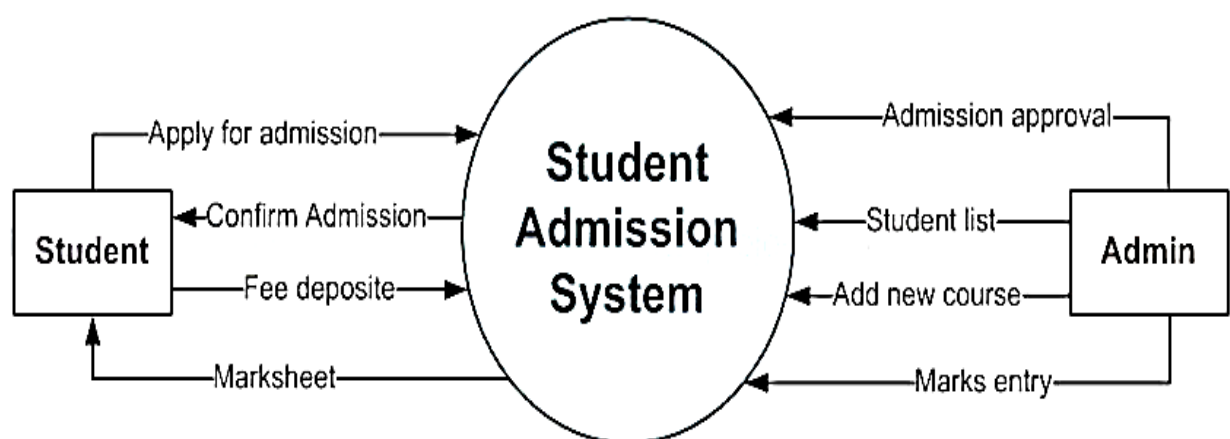 Apply for admission
Confirm Admission
Student
Fee deposite
Marksheet
Student
Admission
System
Admission approval
Student list
Admin
Add new course
Marks entry